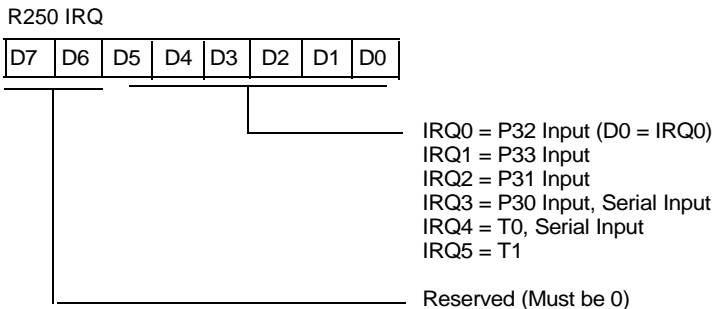 R250 IRQ
D7 D6 D5 D4 D3 D2 D1 D0
IRQ0 = P32 Input (D0 = IRQ0)
IRQ1 = P33 Input
IRQ2 = P31 Input
IRQ3 = P30 Input, Serial Input
IRQ4 = T0, Serial Input
IRQ5 = T1
Reserved (Must be 0)